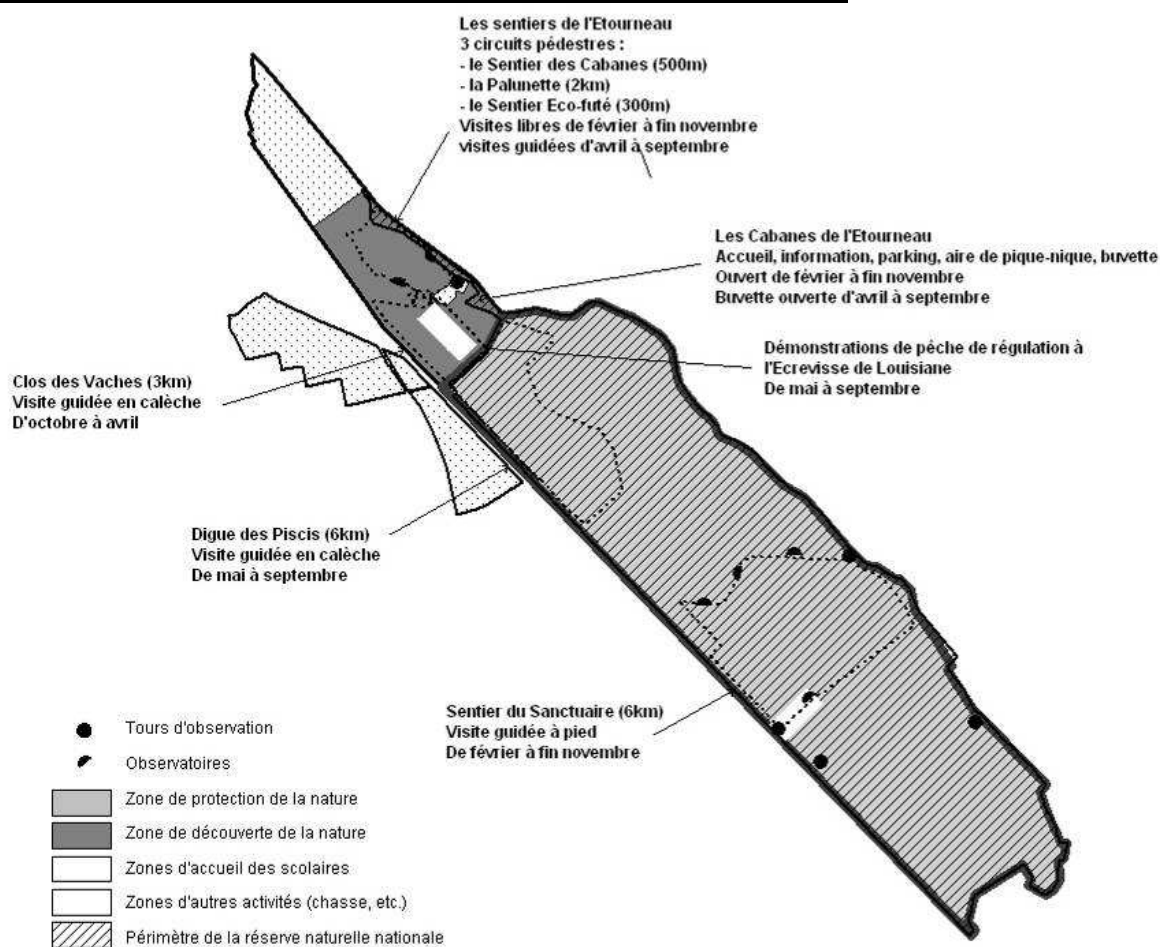 Les sentiers de l'Etourneau
3 circuits pédestres :
- le Sentier des Cabanes (500m)
- la Palunette (2km)
- le Sentier Eco-futé (300m)
Visites libres de février à fin novembre
visites guidées d'avril à septembre
Les Cabanes de l'Etourneau
Accueil, information, parking, aire de pique-nique, buvette
Ouvert de février à fin novembre
Buvette ouverte d'avril à septembre
Démonstrations de pêche de régulation à
l'Ecrevisse de Louisiane
De mai à septembre
Clos des Vaches (3km)
Visite guidée en calèche
D'octobre à avril
Digue des Piscis (6km)
Visite guidée en calèche
De mai à septembre
Sentier du Sanctuaire (6km)
Visite guidée à pied
De février à fin novembre
Tours d'observation
Observatoires
Zone de protection de la nature
Zone de découverte de la nature
Zones d'accueil des scolaires
Zones d'autres activités (chasse, etc.)
Périmètre de la réserve naturelle nationale